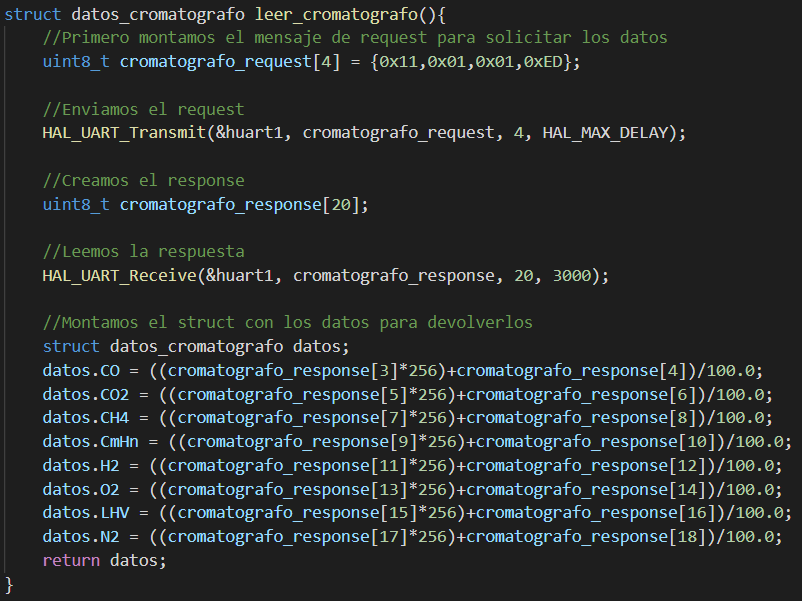 struct datos_cromatografo leer_cromatografo(){
//Primero montamos el mensaje de request para solicitar los datos
uint8_t cromatografo_request[4] = {0x11,0x01,0x01,0xED};
//Enviamos el request
HAL_UART_Transmit(&huart1, cromatografo_request, 4, HAL_MAX_DELAY);
//Creamos el response
uint8_t cromatografo_response[20];
//Leemos la respuesta
HAL_UART_Receive(&huart1, cromatografo_response, 20, 3000);
//Montamos el struct con los datos para devolverlos
struct datos_cromatografo datos;
datos.CO = ((cromatografo_response[3]*256)+cromatografo_response[4])/100.0;
datos.CO2 = ((cromatografo_response[5]*256)+cromatografo_response[6])/100.0;
datos.CH4 = ((cromatografo_response[7]*256)+cromatografo_response[8])/100.0;
datos.CmHn = ((cromatografo_response[9]*256)+cromatografo_response[10])/100.0;
datos.H2 = ((cromatografo_response[11]*256)+cromatografo_response[12])/100.0;
datos.O2 = ((cromatografo_response[13]*256)+cromatografo_response[14])/100.0;
datos.LHV = ((cromatografo_response[15]*256)+cromatografo_response[16])/100.0;
datos.N2 = ((cromatografo_response[17]*256)+cromatografo_response[18])/100.0;
return datos;
}